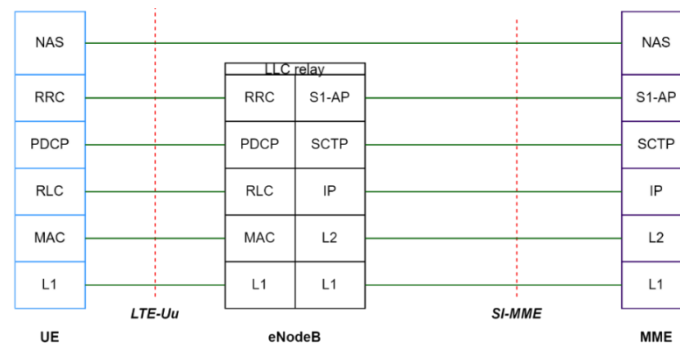 NAS NAS
LLC relay
RRC RRC S1-AP S1-AP
PDCP PDCP SCTP SCTP
RLC RLC IP IP
MAC MAC L2 L2
L1 L1 L1 L1
LTE-Uu SI-MME
UE eNodeB MME